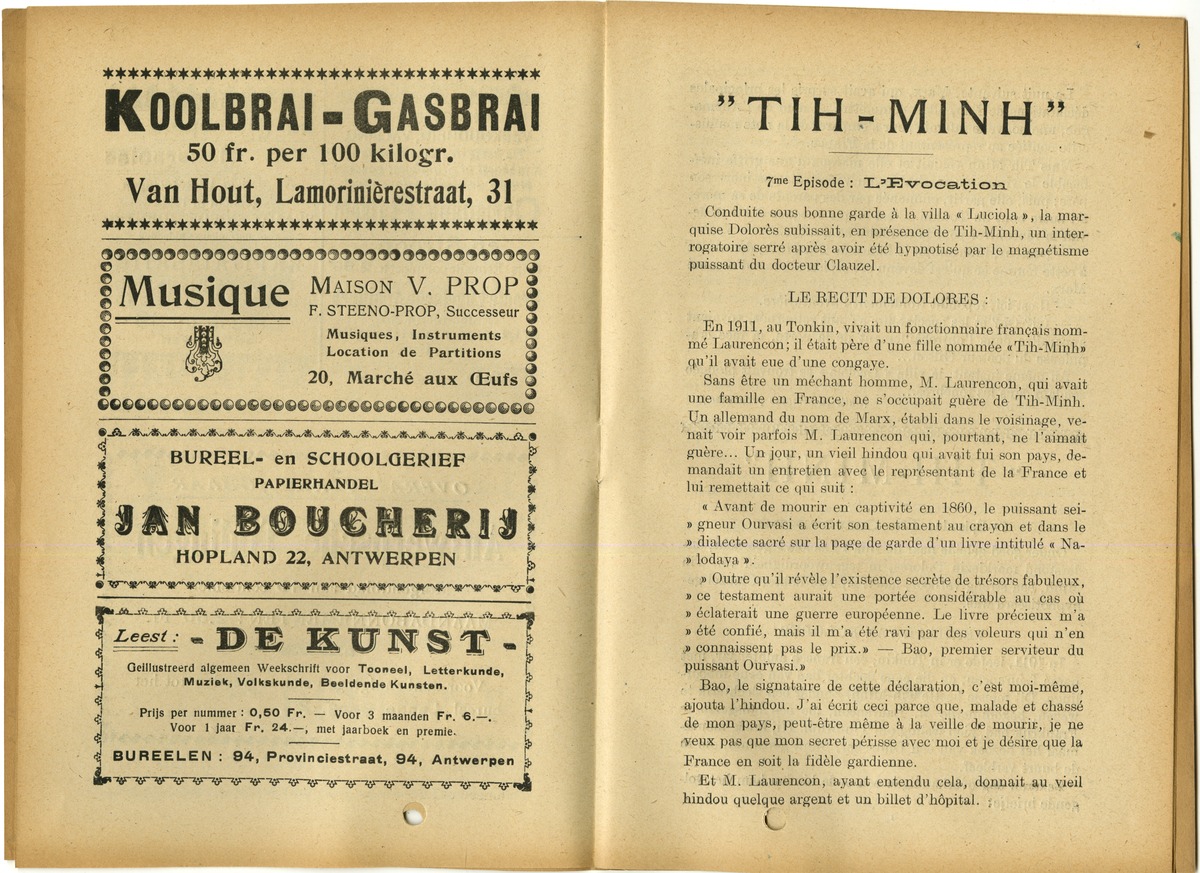 KOOLBRAI-GASBRAI
50 fr. per 100 kilogr.
Van Hout, Lamorinièrestraat, 31
Musique
MAISON V. PROP
F. STEENO-PROP, Successeur
Musiques, Instruments
Location de Partitions
20, Marché aux Œufs
BUREEL- en SCHOOLGERIEF
PAPIERHANDEL
JAN BOUCHERIJ
HOPLAND 22, ANTWERPEN
Leest : - DE KUNST -
Geïllustreerd algemeen Weekschrift voor Tooneel, Letterkunde,
Muziek, Volkskunde, Beeldende Kunsten.
Prijs per nummer : 0,50 Fr. — Voor 3 maanden Fr. 6.—.
Voor 1 jaar Fr. 24.—, met jaarboek en premie.
BUREELEN : 94, Provinciestraat, 94, Antwerpen
"TIH-MINH"
7me Episode : L'Evocation
Conduite sous bonne garde à la villa « Luciola », la mar-
quise Dolorès subissait, en présence de Tih-Minh, un inter-
rogatoire serré après avoir été hypnotisé par le magnétisme
puissant du docteur Clauzel.
LE RECIT DE DOLORES :
En 1911, au Tonkin, vivait un fonctionnaire français nom-
mé Laurencon; il était père d'une fille nommée «Tih-Minh»
qu'il avait eue d'une congaye.
Sans être un méchant homme, M. Laurencon, qui avait
une famille en France, ne s'occupait guère de Tih-Minh.
Un allemand du nom de Marx, établi dans le voisinage, ve-
nait voir parfois M. Laurencon qui, pourtant, ne l'aimait
guère... Un jour, un vieil hindou qui avait fui son pays, de-
mandait un entretien avec le représentant de la France et
lui remettait ce qui suit :
« Avant de mourir en captivité en 1860, le puissant sei-
» gneur Ourvasi a écrit son testament au crayon et dans le
» dialecte sacré sur la page de garde d'un livre intitulé « Na-
» lodaya ».
» Outre qu'il révèle l'existence secrète de trésors fabuleux,
» ce testament aurait une portée considérable au cas où
» éclaterait une guerre européenne. Le livre précieux m'a
» été confié, mais il m'a été ravi par des voleurs qui n'en
» connaissent pas le prix.» — Bao, premier serviteur du
puissant Ourvasi.»
Bao, le signataire de cette déclaration, c'est moi-même,
ajouta l'hindou. J'ai écrit ceci parce que, malade et chassé
de mon pays, peut-être même à la veille de mourir, je ne
veux pas que mon secret périsse avec moi et je désire que la
France en soit la fidèle gardienne.
Et M. Laurencon, ayant entendu cela, donnait au vieil
hindou quelque argent et un billet d'hôpital.